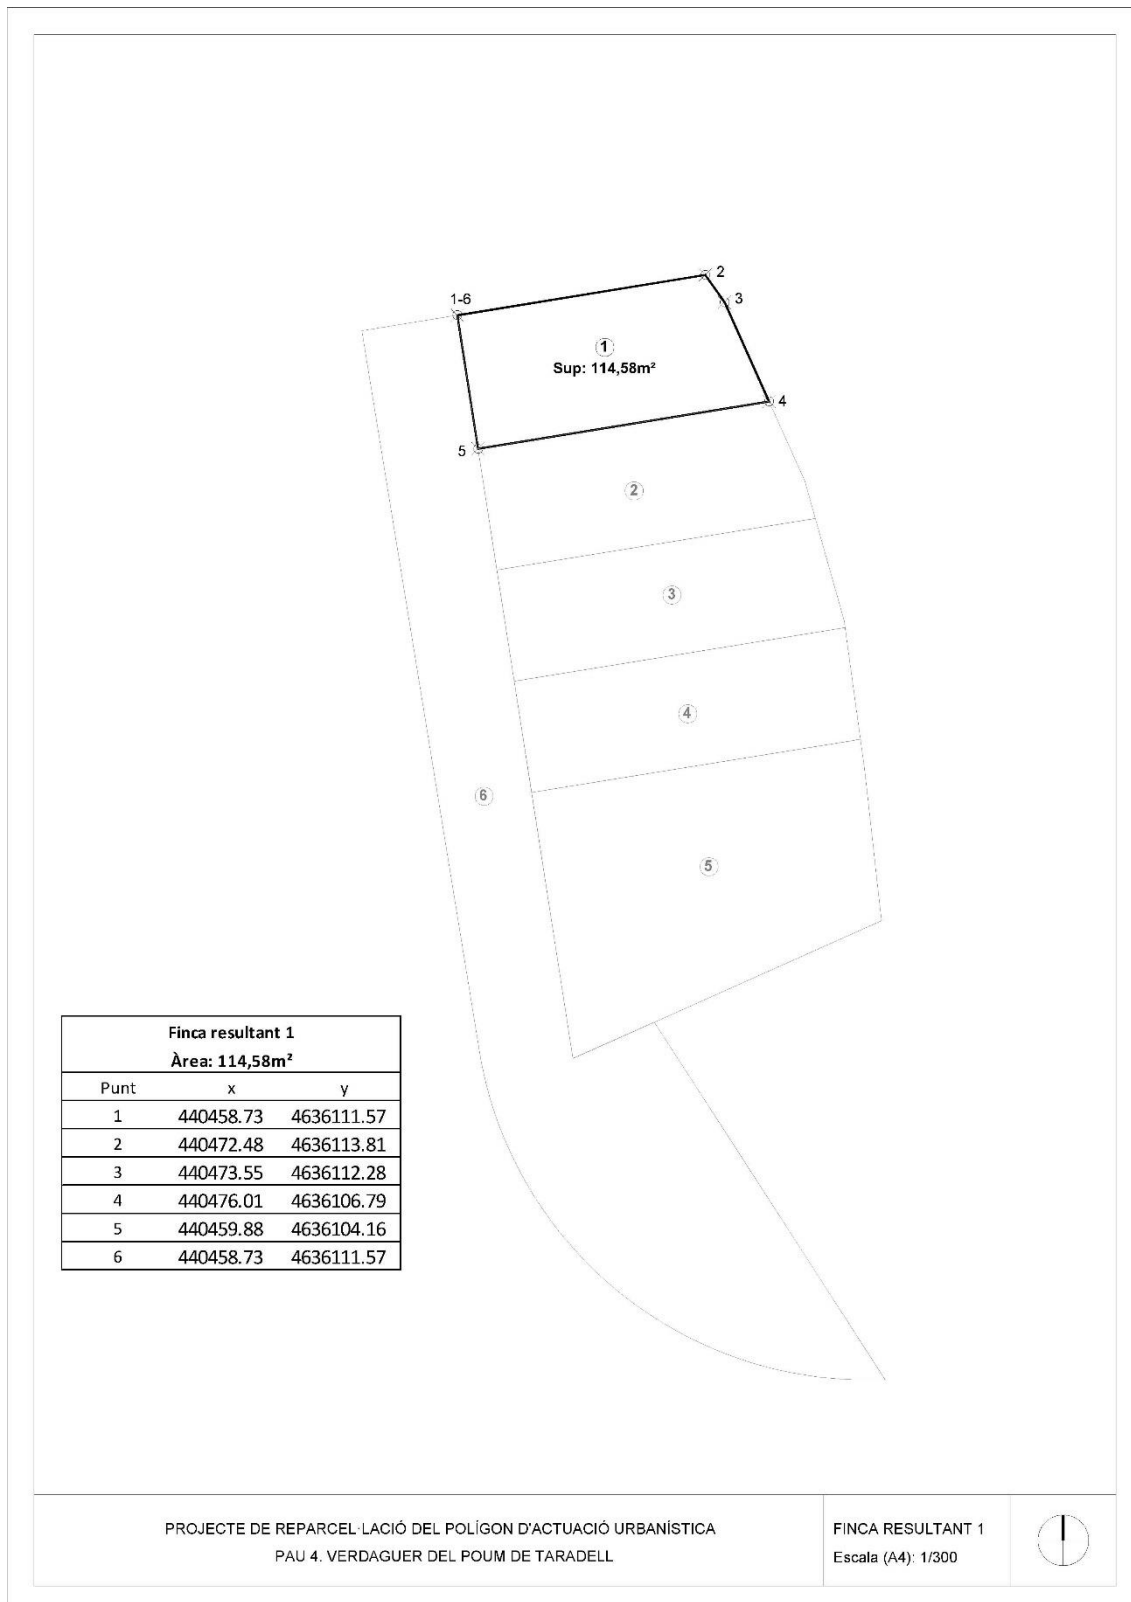 2
1-6
3
1
Sup: 114,58m²
4
5
2
3
4
6
5
Finca resultant 1
Àrea: 114,58m²
Punt x y
1 440458.73 4636111.57
2 440472.48 4636113.81
3 440473.55 4636112.28
4 440476.01 4636106.79
5 440459.88 4636104.16
6 440458.73 4636111.57
PROJECTE DE REPARCEL·LACIÓ DEL POLÍGON D'ACTUACIÓ URBANÍSTICA
PAU 4. VERDAGUER DEL POUM DE TARADELL
FINCA RESULTANT 1
Escala (A4): 1/300